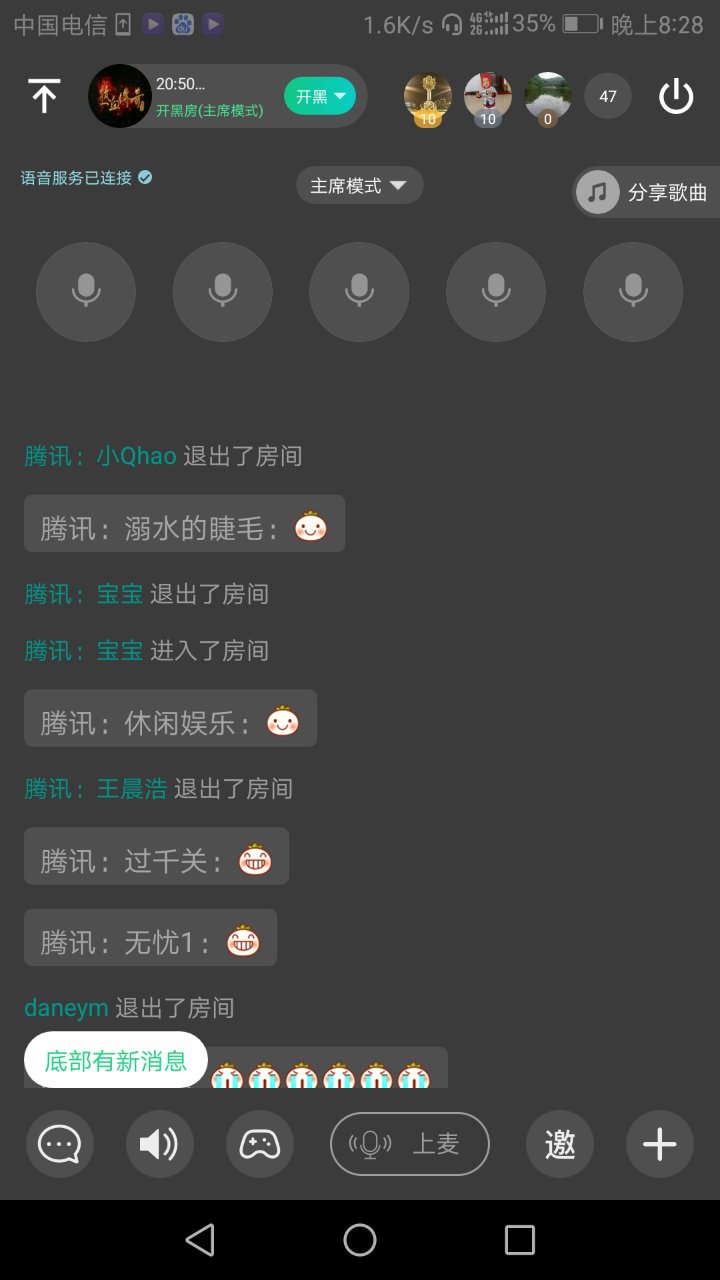 中国电信
1.6K/s 4G 2G 35% 晚上8:28
20:50...
开黑房(主席模式)
开黑
10
10
0
47
语音服务已连接
主席模式
分享歌曲
腾讯：小Qhao 退出了房间
腾讯：溺水的睫毛：
腾讯：宝宝 退出了房间
腾讯：宝宝 进入了房间
腾讯：休闲娱乐：
腾讯：王晨浩 退出了房间
腾讯：过千关：
腾讯：无忧1：
daneym 退出了房间
底部有新消息
上麦
邀